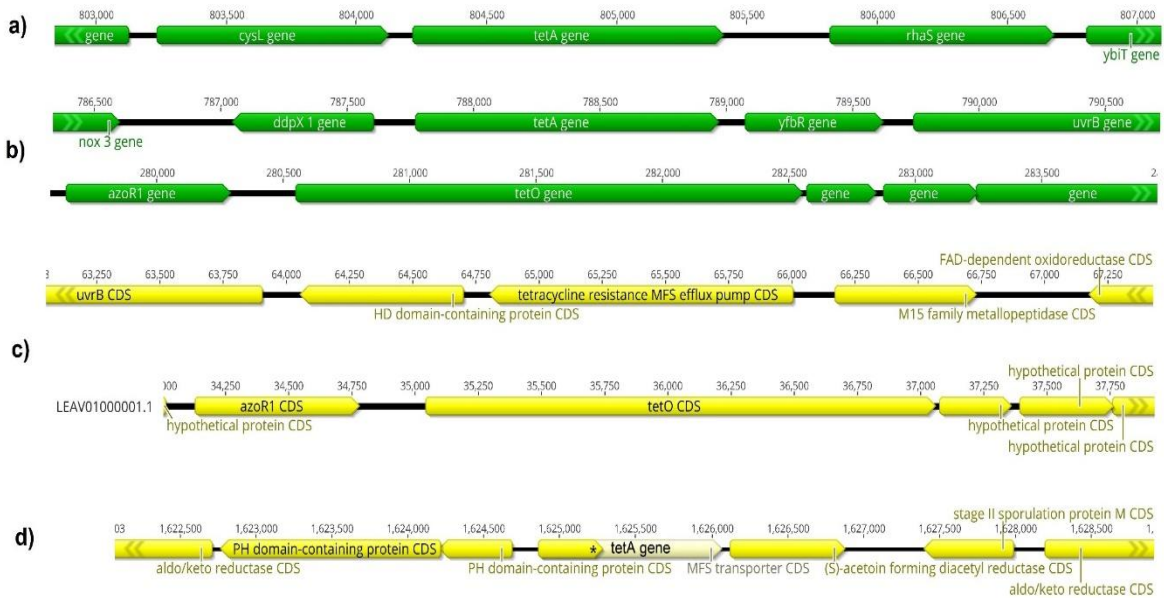 803,000 803,500 804,000 804,500 805,000 805,500 806,000 806,500 807,000
a)
gene cysL gene tetA gene rhaS gene
ybiT gene
786,500 787,000 787,500 788,000 788,500 789,000 789,500 790,000 790,500
ddpX 1 gene tetA gene yfbR gene uvrB gene
nox 3 gene
b)
280,000 280,500 281,000 281,500 282,000 282,500 283,000 283,500 2
azoR1 gene tetO gene gene gene gene
FAD-dependent oxidoreductase CDS
3 63,250 63,500 63,750 64,000 64,250 64,500 64,750 65,000 65,250 65,500 65,750 66,000 66,250 66,500 66,750 67,000 67,250
uvrB CDS tetracycline resistance MFS efflux pump CDS
HD domain-containing protein CDS M15 family metallopeptidase CDS
c)
hypothetical protein CDS
000 34,250 34,500 34,750 35,000 35,250 35,500 35,750 36,000 36,250 36,500 36,750 37,000 37,250 37,500 37,750
LEAV01000001.1 azoR1 CDS tetO CDS
hypothetical protein CDS hypothetical protein CDS
hypothetical protein CDS
stage II sporulation protein M CDS
03 1,622,500 1,623,000 1,623,500 1,624,000 1,624,500 1,625,000 1,625,500 1,626,000 1,626,500 1,627,000 1,627,500 1,628,000 1,628,500 1,
d)
PH domain-containing protein CDS * tetA gene
aldo/keto reductase CDS PH domain-containing protein CDS MFS transporter CDS (S)-acetoin forming diacetyl reductase CDS
aldo/keto reductase CDS